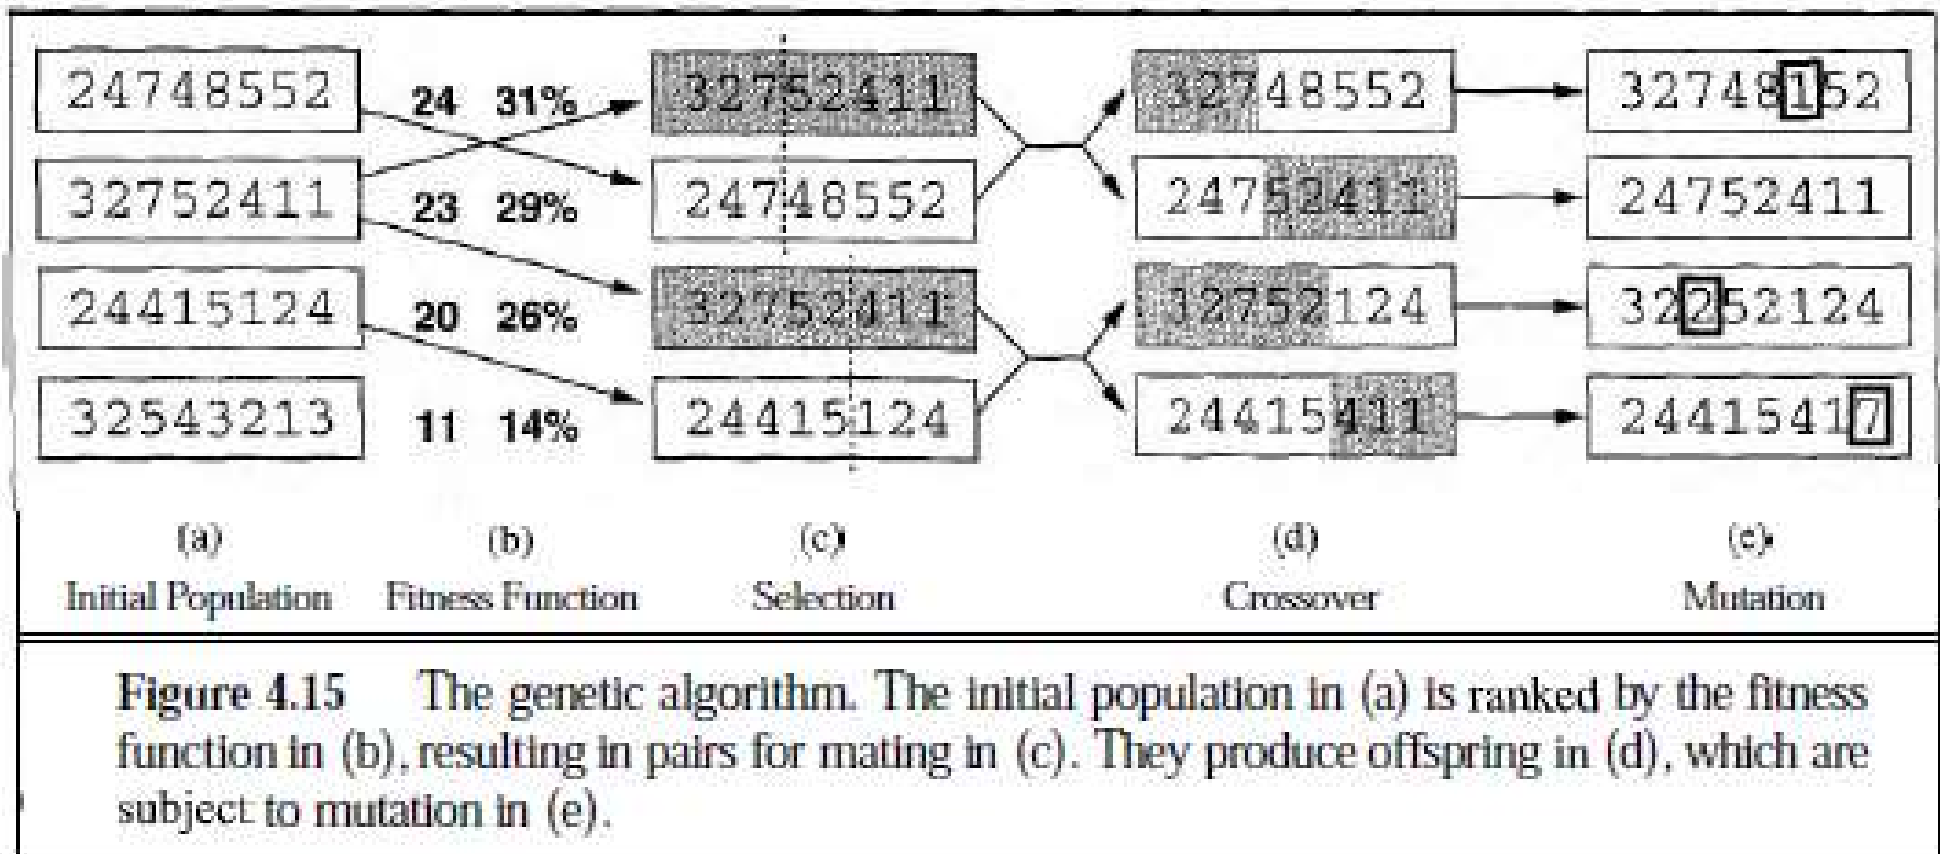 24748552 24 31% 32752411 32748552 32748152
32752411 23 29% 24748552 24752411 24752411
24415124 20 26% 32752411 32752124 32252124
32543213 11 14% 24415124 24415411 24415417
(a) (b) (c) (d) (e)
Initial Population Fitness Function Selection Crossover Mutation
Figure 4.15 The genetic algorithm. The initial population in (a) is ranked by the fitness
function in (b), resulting in pairs for mating in (c). They produce offspring in (d), which are
subject to mutation in (e).